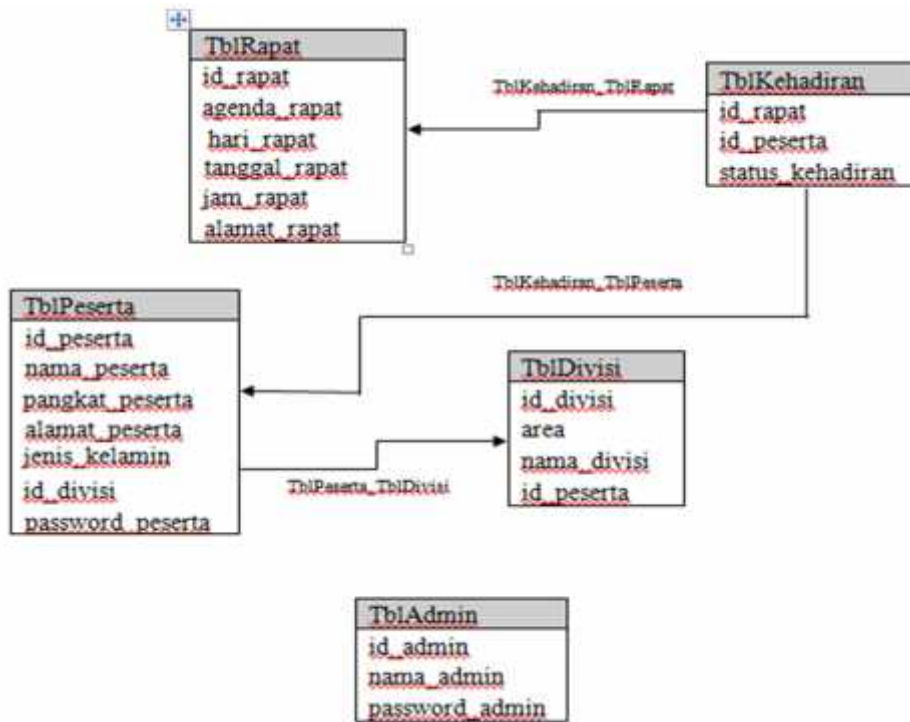 TblRapat
id_rapat
agenda_rapat
hari_rapat
tanggal_rapat
jam_rapat
alamat_rapat
TblKehadiran_TblRapat
TblKehadiran
id_rapat
id_peserta
status_kehadiran
TblKehadiran_TblPeserta
TblPeserta
id_peserta
nama_peserta
pangkat_peserta
alamat_peserta
jenis_kelamin
id_divisi
password_peserta
TblPeserta_TblDivisi
TblDivisi
id_divisi
area
nama_divisi
id_peserta
TblAdmin
id_admin
nama_admin
password_admin